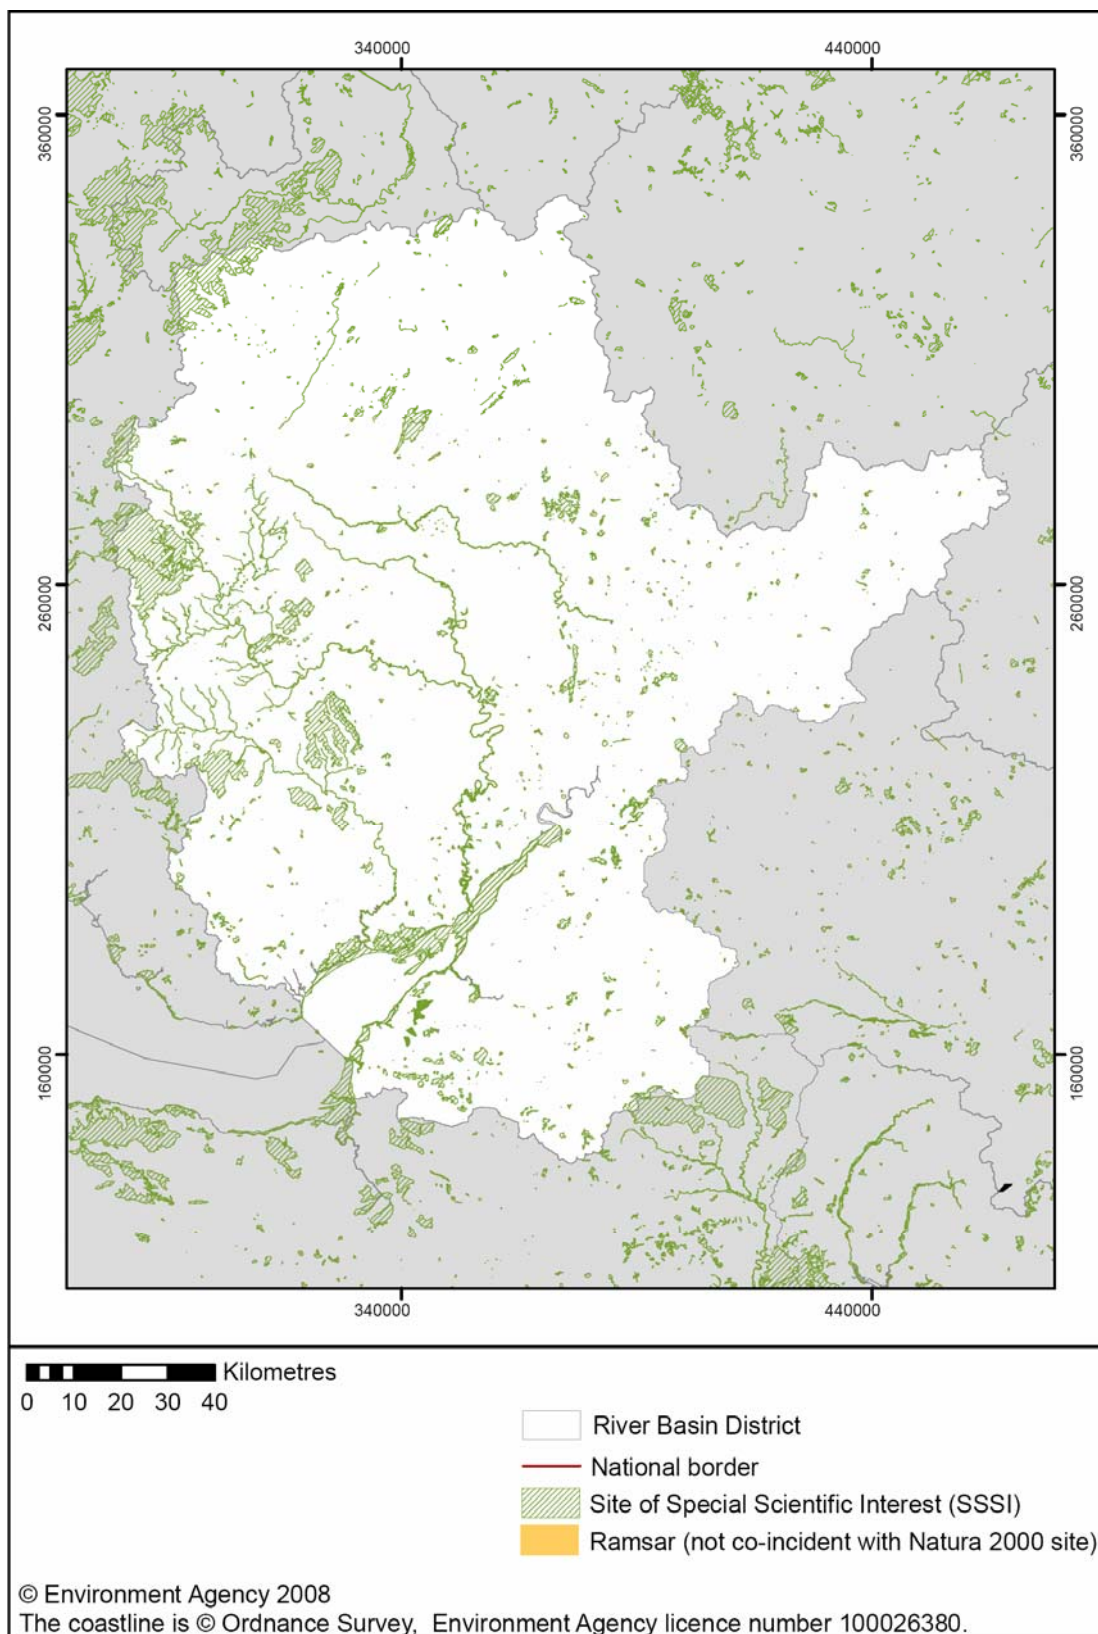 340000 440000
360000 360000
260000 260000
160000 160000
340000 440000
Kilometres
0 10 20 30 40
River Basin District
National border
Site of Special Scientific Interest (SSSI)
Ramsar (not co-incident with Natura 2000 site)
© Environment Agency 2008
The coastline is © Ordnance Survey, Environment Agency licence number 100026380.